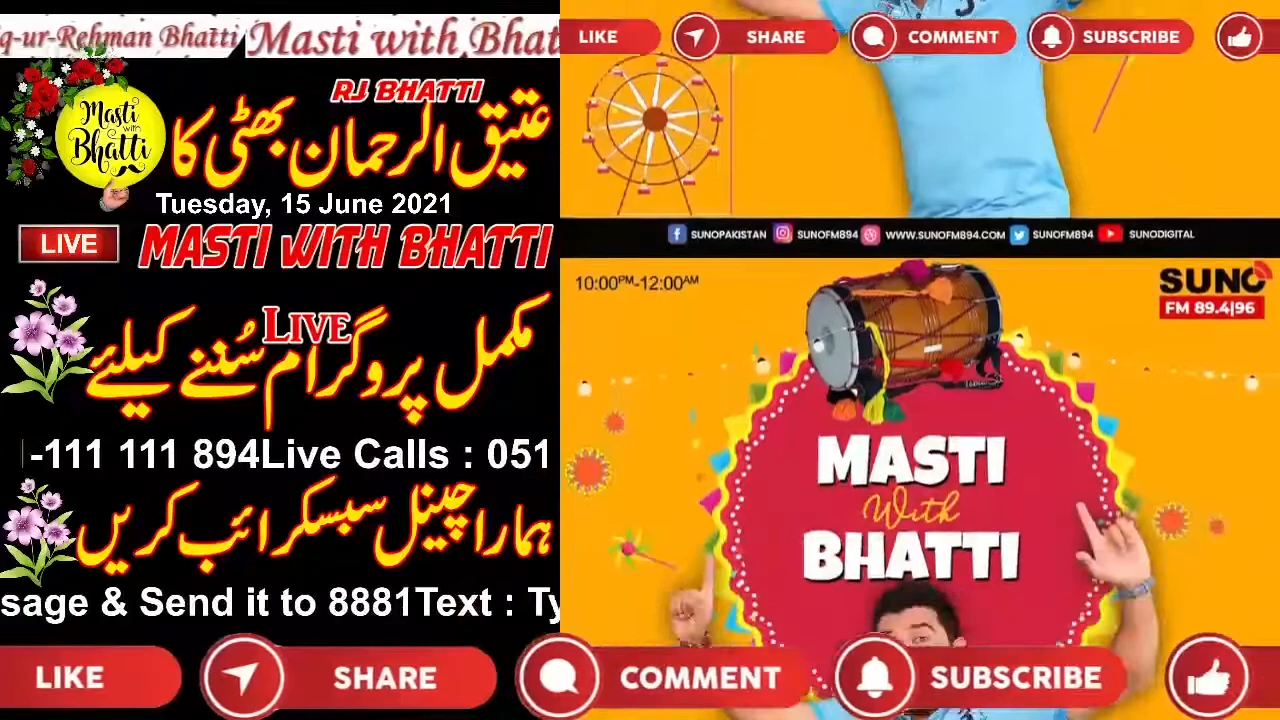 q-ur-Rehman Bhatti Masti with Bhat
RJ BHATTI
Masti
with
Bhatti
عتیق الرحمان بھٹی کا
Tuesday, 15 June 2021
LIVE
MASTI WITH BHATTI
LIVE
مکمل پروگرام سُننے کیلئے
-111 111 894Live Calls : 051
ہمارا چینل سبسکرائب کریں
sage & Send it to 8881Text : Ty
LIKE
SHARE
COMMENT
SUBSCRIBE
SUNOPAKISTAN SUNOFM894 WWW.SUNOFM894.COM SUNOFM894 SUNODIGITAL
10:00PM-12:00AM
SUNO
FM 89.4|96
MASTI
With
BHATTI
LIKE
SHARE
COMMENT
SUBSCRIBE